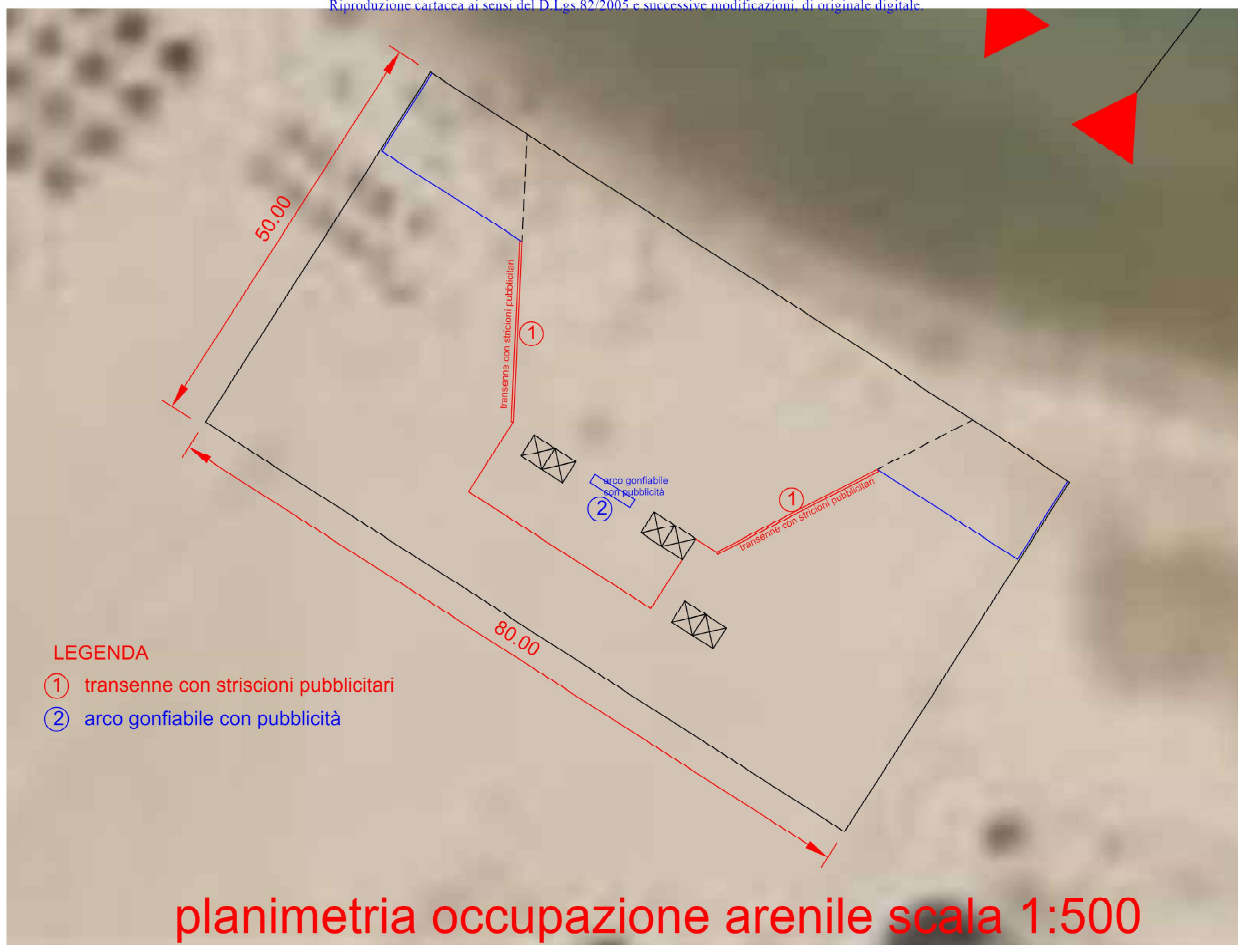 Riproduzione cartacea ai sensi del D.Lgs.82/2005 e successive modificazioni, di originale digitale.
50.00
transenne con stricioni pubblicitari
1
arco gonfiabile
con pubblicità
2
1
transenne con stricioni pubblicitari
80.00
LEGENDA
1 transenne con striscioni pubblicitari
2 arco gonfiabile con pubblicità
planimetria occupazione arenile scala 1:500